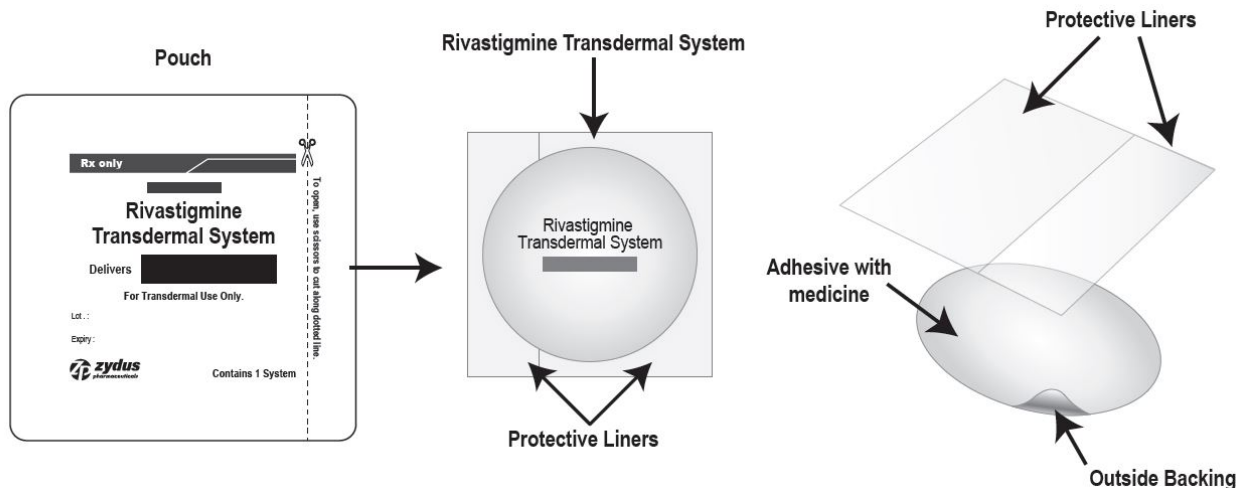 Pouch
Rx only
Rivastigmine
Transdermal System
Delivers
For Transdermal Use Only.
Lot . :
Expiry :
zydus
pharmaceuticals
Contains 1 System
To open, use scissors to cut along dotted line.
Rivastigmine Transdermal System
Rivastigmine
Transdermal System
Protective Liners
Protective Liners
Adhesive with
medicine
Outside Backing